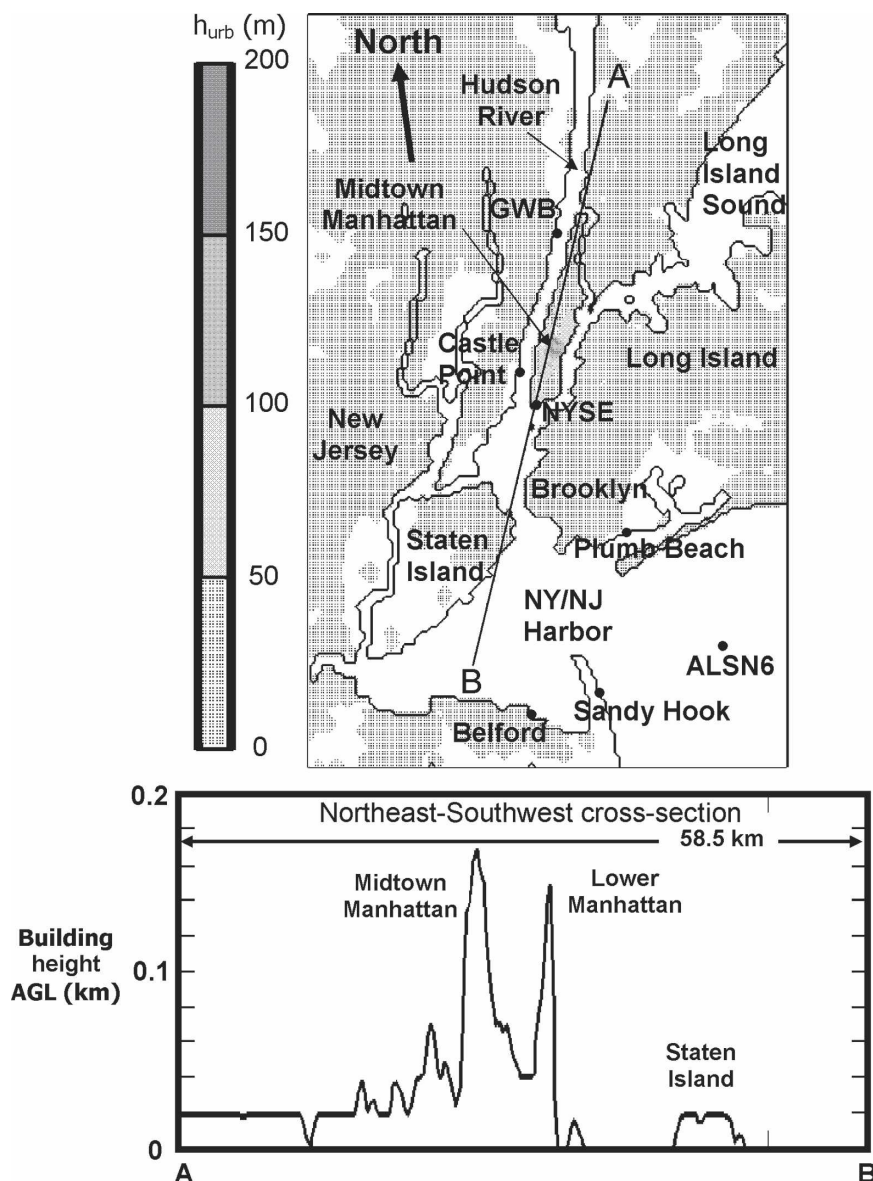 h_urb (m)
200
150
100
50
0
North
Hudson
River
A
Long
Island
Sound
Midtown
Manhattan
GWB
Castle
Point
Long Island
NYSE
New
Jersey
Brooklyn
Staten
Island
Plumb Beach
NY/NJ
Harbor
ALSN6
B
Sandy Hook
Belford
0.2
Northeast-Southwest cross-section
58.5 km
Midtown
Manhattan
Lower
Manhattan
Building
height
AGL (km)
0.1
Staten
Island
0
A
B